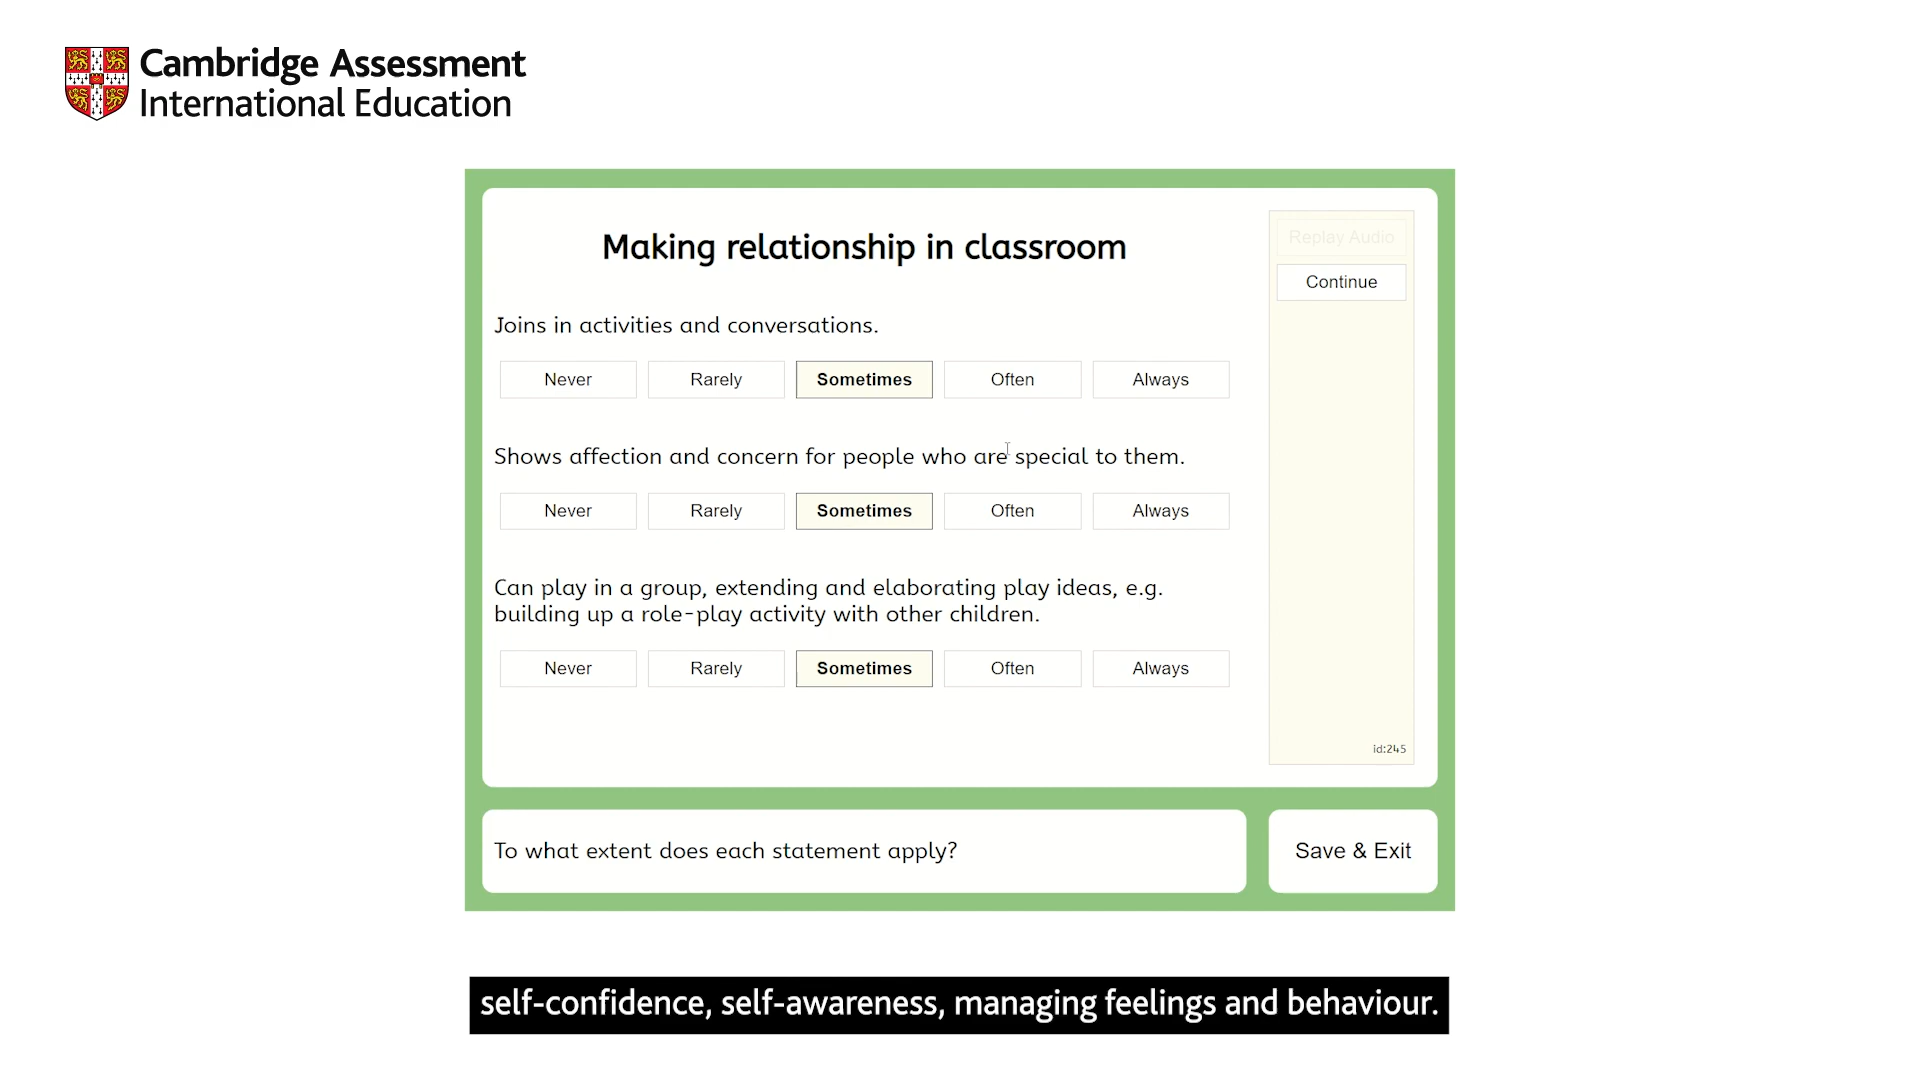 Cambridge Assessment
International Education
Making relationship in classroom
Replay Audio
Continue
Joins in activities and conversations.
Never Rarely Sometimes Often Always
Shows affection and concern for people who are special to them.
Never Rarely Sometimes Often Always
Can play in a group, extending and elaborating play ideas, e.g.
building up a role-play activity with other children.
Never Rarely Sometimes Often Always
id:245
To what extent does each statement apply?
Save & Exit
self-confidence, self-awareness, managing feelings and behaviour.